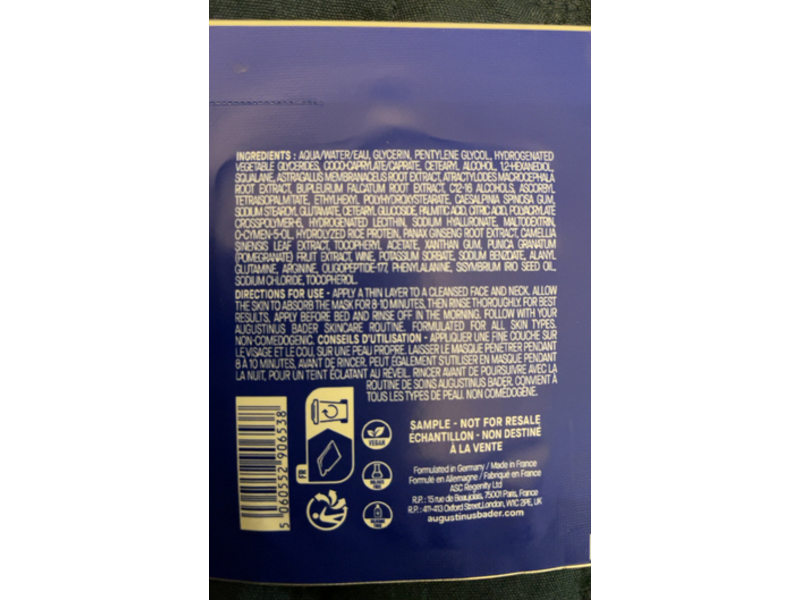 INGREDIENTS : AQUA/WATER/EAU, GLYCERIN, PENTYLENE GLYCOL, HYDROGENATED
VEGETABLE GLYCERIDES, COCO-CAPRYLATE/CAPRATE, CETEARYL ALCOHOL, 1,2-HEXANEDIOL,
SQUALANE, ASTRAGALUS MEMBRANACEUS ROOT EXTRACT, ATRACTYLODES MACROCEPHALA
ROOT EXTRACT, BUPLEURUM FALCATUM ROOT EXTRACT, C12-16 ALCOHOLS, ASCORBYL
TETRAISOPALMITATE, ETHYLHEXYL POLYHYDROXYSTEARATE, CAESALPINIA SPINOSA GUM,
SODIUM STEAROYL GLUTAMATE, CETEARYL GLUCOSIDE, PALMITIC ACID, CITRIC ACID, POLYACRYLATE
CROSSPOLYMER-6, HYDROGENATED LECITHIN, SODIUM HYALURONATE, MALTODEXTRIN,
O-CYMEN-5-OL, HYDROLYZED RICE PROTEIN, PANAX GINSENG ROOT EXTRACT, CAMELLIA
SINENSIS LEAF EXTRACT, TOCOPHERYL ACETATE, XANTHAN GUM, PUNICA GRANATUM
(POMEGRANATE) FRUIT EXTRACT, WINE, POTASSIUM SORBATE, SODIUM BENZOATE, ALANYL
GLUTAMINE, ARGININE, OLIGOPEPTIDE-177, PHENYLALANINE, SISYMBRIUM IRIO SEED OIL,
SODIUM CHLORIDE, TOCOPHEROL.
DIRECTIONS FOR USE - APPLY A THIN LAYER TO A CLEANSED FACE AND NECK. ALLOW
THE SKIN TO ABSORB THE MASK FOR 8-10 MINUTES, THEN RINSE THOROUGHLY. FOR BEST
RESULTS, APPLY BEFORE BED AND RINSE OFF IN THE MORNING. FOLLOW WITH YOUR
AUGUSTINUS BADER SKINCARE ROUTINE. FORMULATED FOR ALL SKIN TYPES.
NON-COMEDOGENIC. CONSEILS D'UTILISATION - APPLIQUER UNE FINE COUCHE SUR
LE VISAGE ET LE COU, SUR UNE PEAU PROPRE. LAISSER LE MASQUE PÉNÉTRER PENDANT
8 À 10 MINUTES, AVANT DE RINCER. PEUT ÉGALEMENT S'UTILISER EN MASQUE PENDANT
LA NUIT, POUR UN TEINT ÉCLATANT AU RÉVEIL. RINCER AVANT DE POURSUIVRE AVEC LA
ROUTINE DE SOINS AUGUSTINUS BADER. CONVIENT À
TOUS LES TYPES DE PEAU. NON COMÉDOGÈNE.
5 060552 906538
FR
VEGAN
SAMPLE - NOT FOR RESALE
ÉCHANTILLON - NON DESTINÉ
À LA VENTE
Formulated in Germany / Made in France
Formulé en Allemagne / Fabriqué en France
ASC Regenity Ltd
R.P.: 15 rue de Beaujolais, 75001 Paris, France
R.P.: 411-413 Oxford Street, London, W1C 2PE, UK
augustinusbader.com